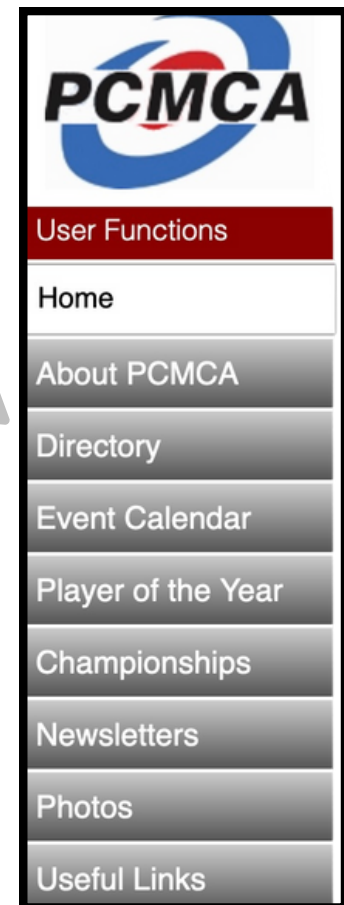 PCMCA
User Functions
Home
About PCMCA
Directory
Event Calendar
Player of the Year
Championships
Newsletters
Photos
Useful Links